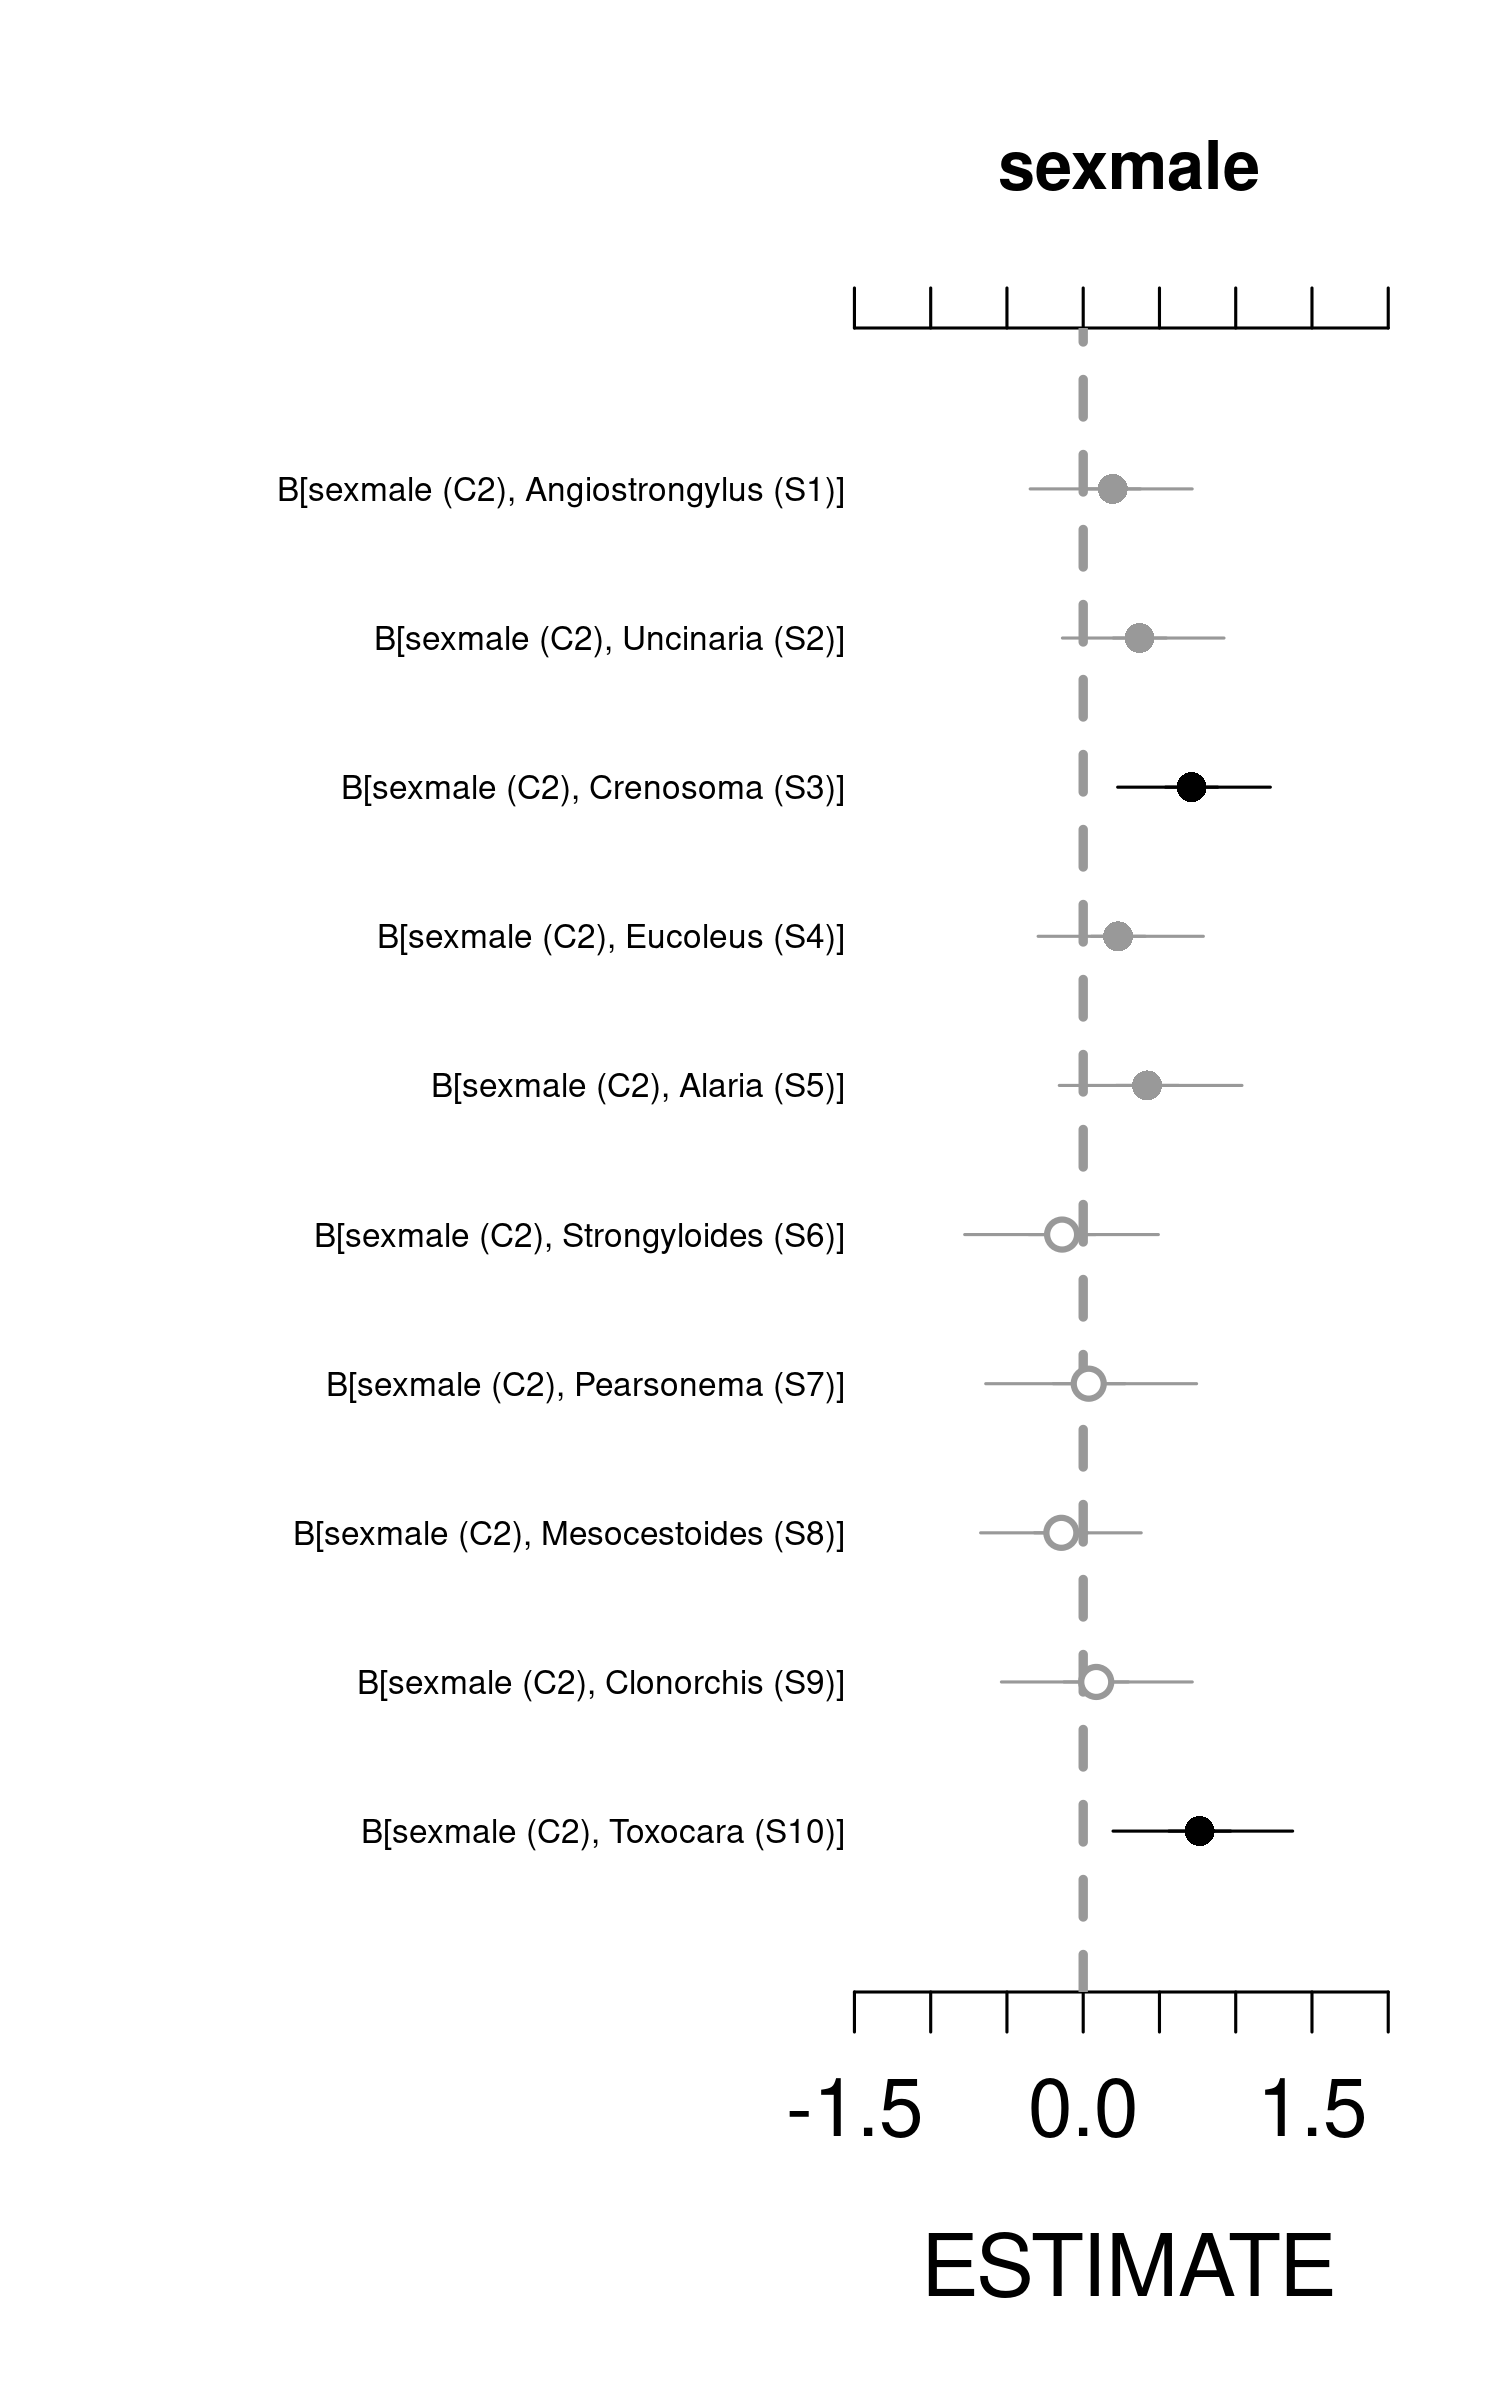 sexmale
B[sexmale (C2), Angiostrongylus (S1)]
B[sexmale (C2), Uncinaria (S2)]
B[sexmale (C2), Crenosoma (S3)]
B[sexmale (C2), Eucoleus (S4)]
B[sexmale (C2), Alaria (S5)]
B[sexmale (C2), Strongyloides (S6)]
B[sexmale (C2), Pearsonema (S7)]
B[sexmale (C2), Mesocestoides (S8)]
B[sexmale (C2), Clonorchis (S9)]
B[sexmale (C2), Toxocara (S10)]
-1.5 0.0 1.5
ESTIMATE